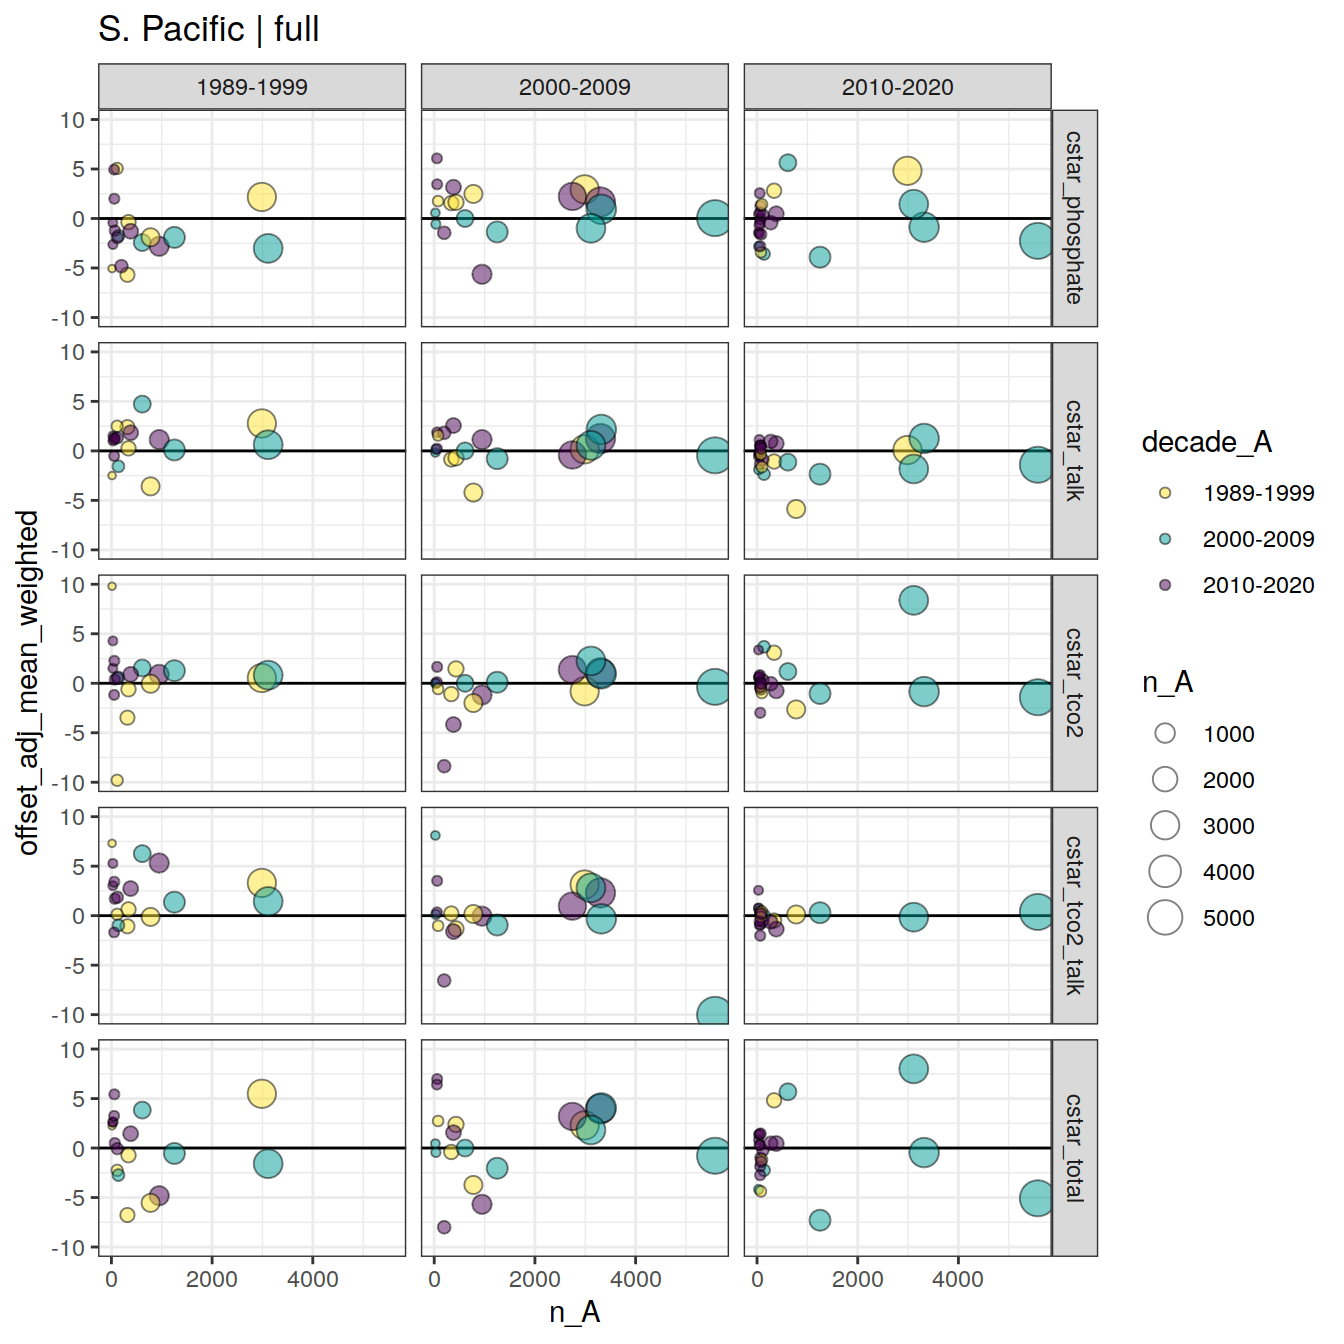 S. Pacific | full
1989-1999
2000-2009
2010-2020
10
5
0
-5
-10
cstar_phosphate
10
5
0
-5
-10
cstar_talk
10
5
0
-5
-10
cstar_tco2
10
5
0
-5
-10
cstar_tco2_talk
10
5
0
-5
-10
cstar_total
0 2000 4000
0 2000 4000
0 2000 4000
n_A
offset_adj_mean_weighted
decade_A
1989-1999
2000-2009
2010-2020
n_A
1000
2000
3000
4000
5000